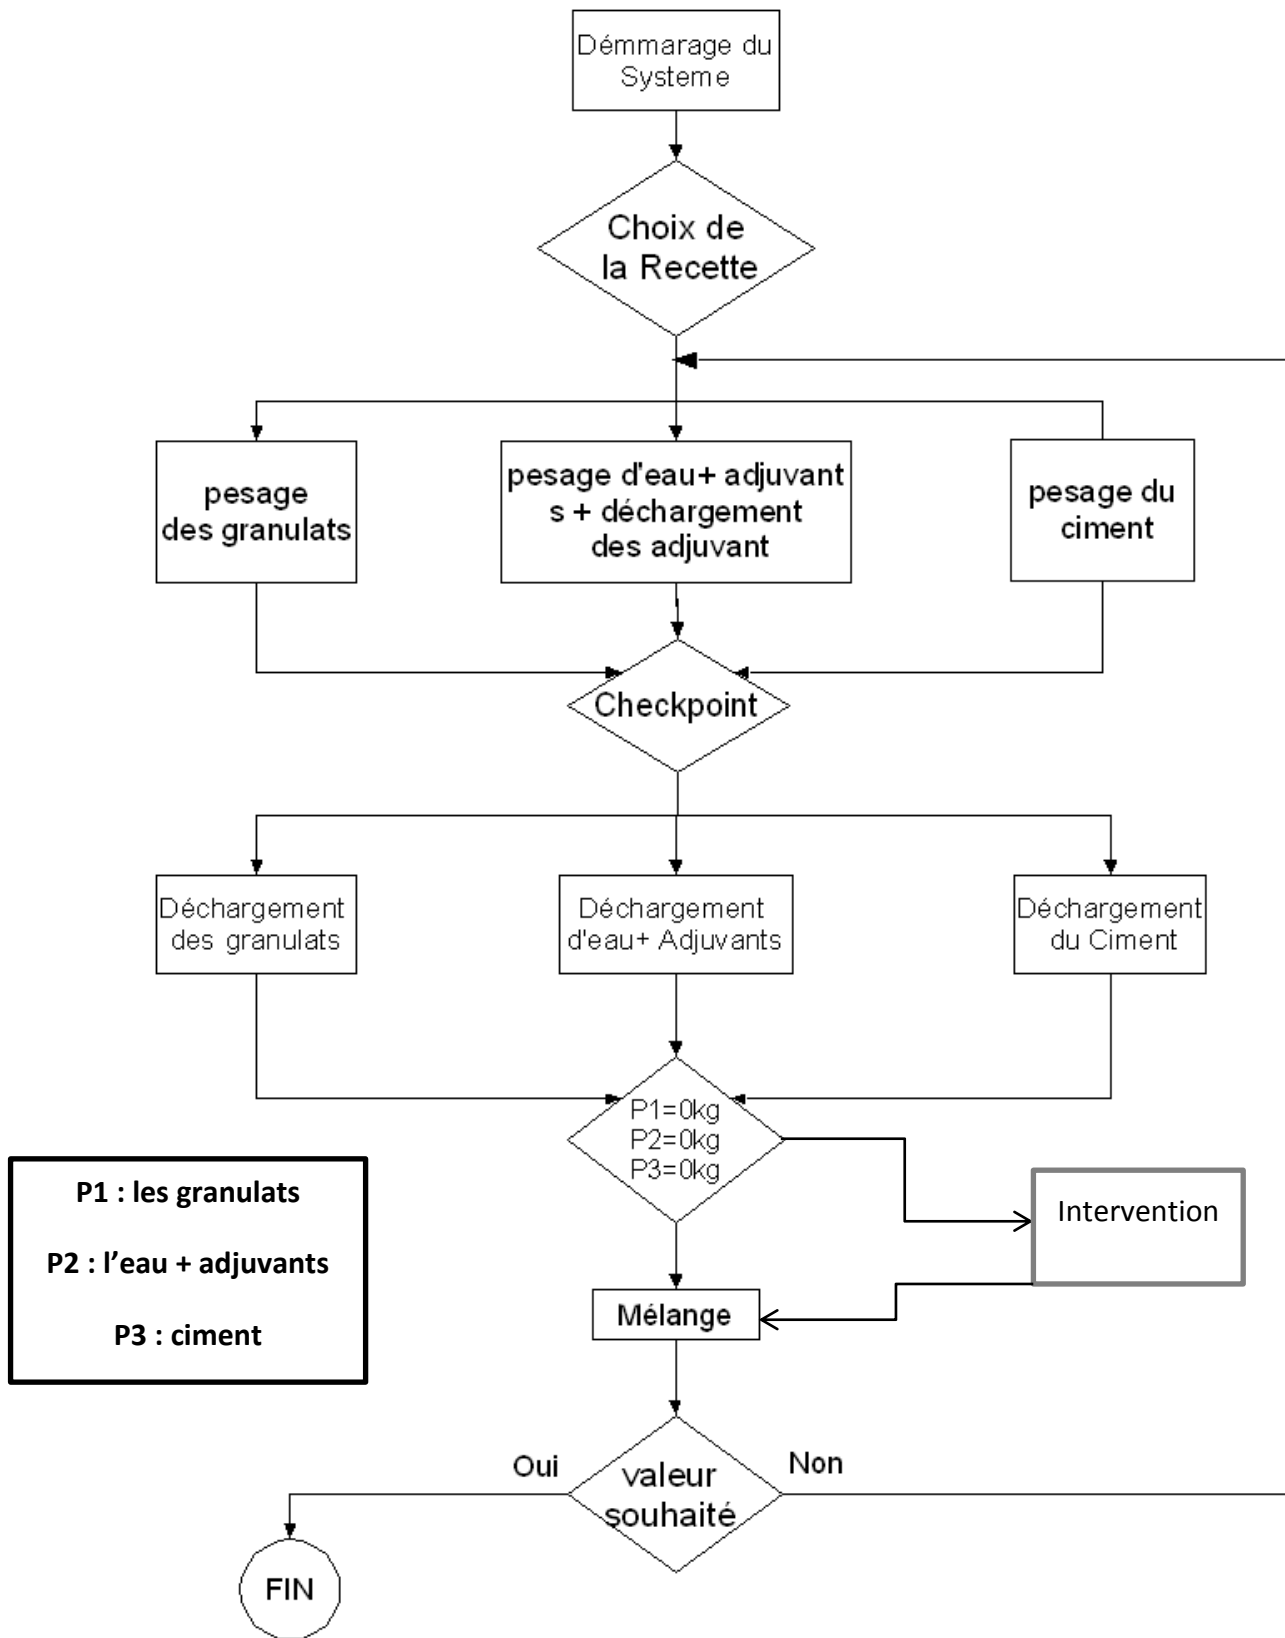 Démmarage du
Systeme
Choix de
la Recette
pesage
des granulats
pesage d'eau+ adjuvant
s + déchargement
des adjuvant
pesage du
ciment
Checkpoint
Déchargement
des granulats
Déchargement
d'eau+ Adjuvants
Déchargement
du Ciment
P1=0kg
P2=0kg
P3=0kg
P1 : les granulats
P2 : l’eau + adjuvants
P3 : ciment
Intervention
Mélange
Oui
valeur
souhaité
Non
FIN